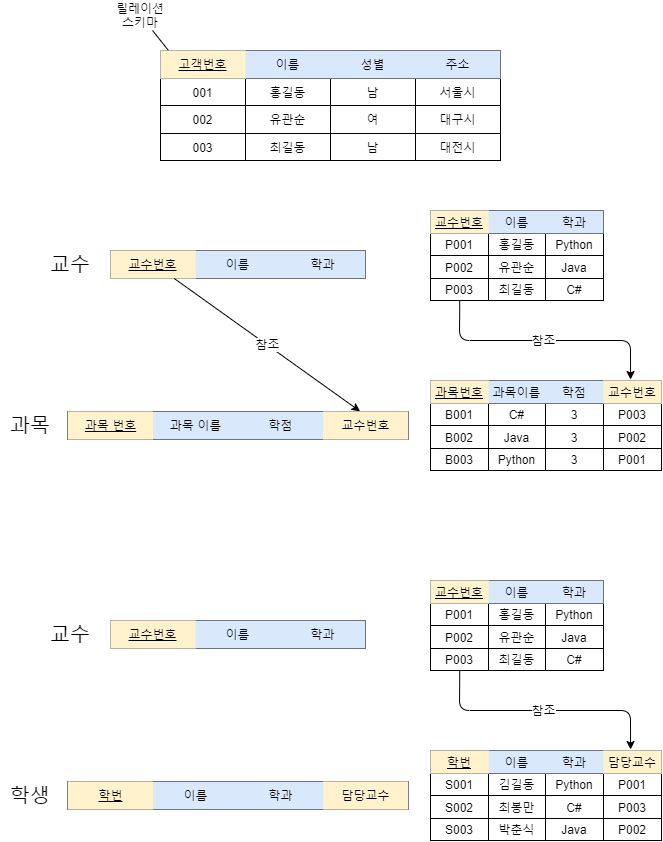 릴레이션
스키마
고객번호 이름 성별 주소
001 홍길동 남 서울시
002 유관순 여 대구시
003 최길동 남 대전시
교수
교수번호 이름 학과
참조
과목
과목 번호 과목 이름 학점 교수번호
교수번호 이름 학과
P001 홍길동 Python
P002 유관순 Java
P003 최길동 C#
참조
과목번호 과목이름 학점 교수번호
B001 C# 3 P003
B002 Java 3 P002
B003 Python 3 P001
교수
교수번호 이름 학과
학생
학번 이름 학과 담당교수
교수번호 이름 학과
P001 홍길동 Python
P002 유관순 Java
P003 최길동 C#
참조
학번 이름 학과 담당교수
S001 김길동 Python P001
S002 최봉만 C# P003
S003 박춘식 Java P002